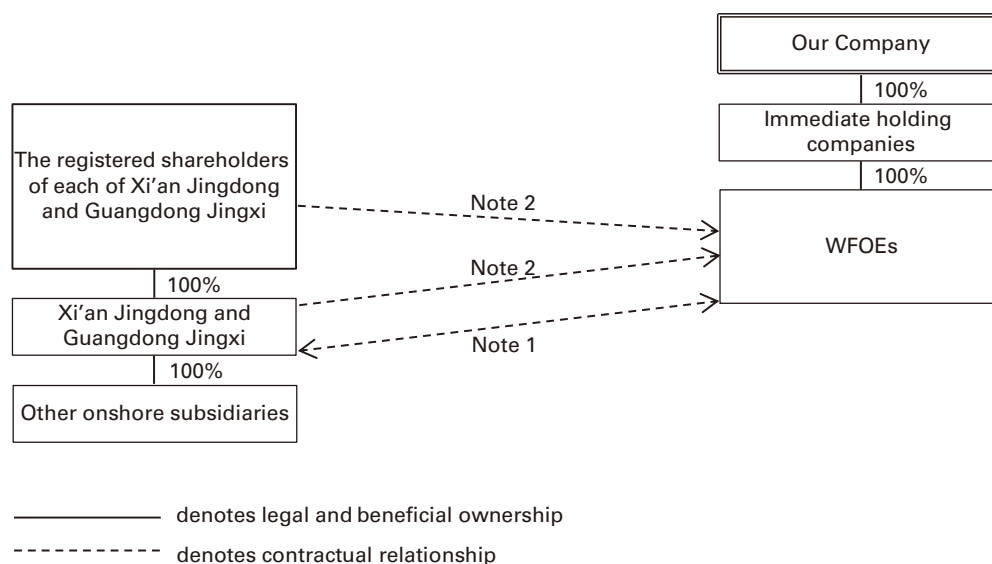 Our Company
100%
Immediate holding
companies
100%
WFOEs
The registered shareholders
of each of Xi'an Jingdong
and Guangdong Jingxi
100%
Xi'an Jingdong and
Guangdong Jingxi
100%
Other onshore subsidiaries
Note 2
Note 2
Note 1
denotes legal and beneficial ownership
denotes contractual relationship